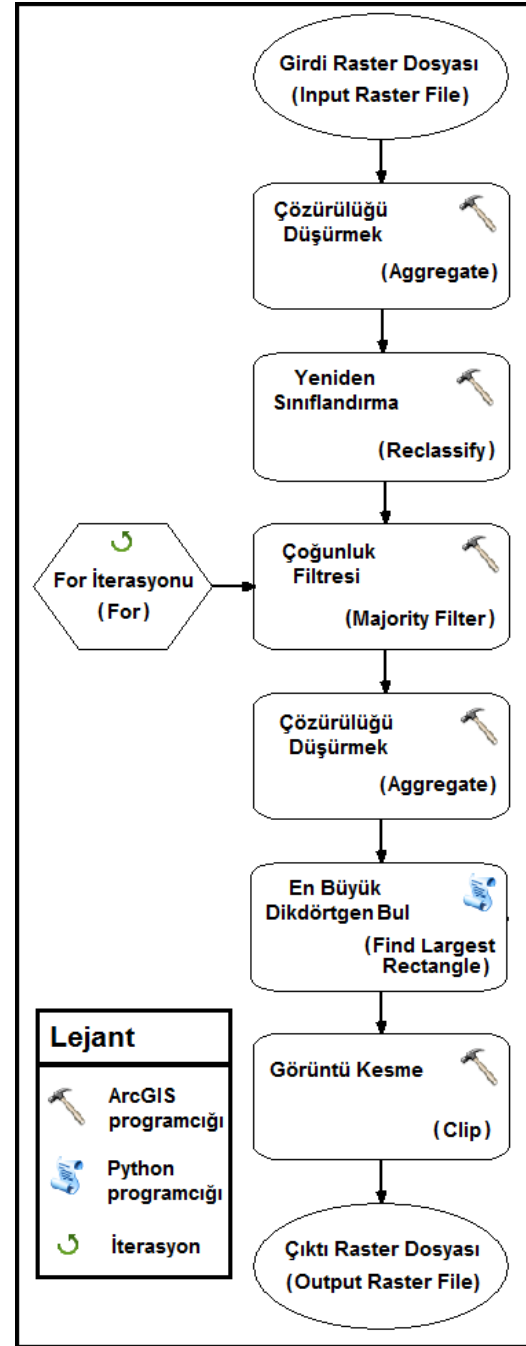 Girdi Raster Dosyası
(Input Raster File)
Çözürülüğü
Düşürmek
(Aggregate)
Yeniden
Sınıflandırma
(Reclassify)
For İterasyonu
(For)
Çoğunluk
Filtresi
(Majority Filter)
Çözürülüğü
Düşürmek
(Aggregate)
En Büyük
Dikdörtgen Bul
(Find Largest
Rectangle)
Görüntü Kesme
(Clip)
Çıktı Raster Dosyası
(Output Raster File)
Lejant
ArcGIS
programcığı
Python
programcığı
İterasyon